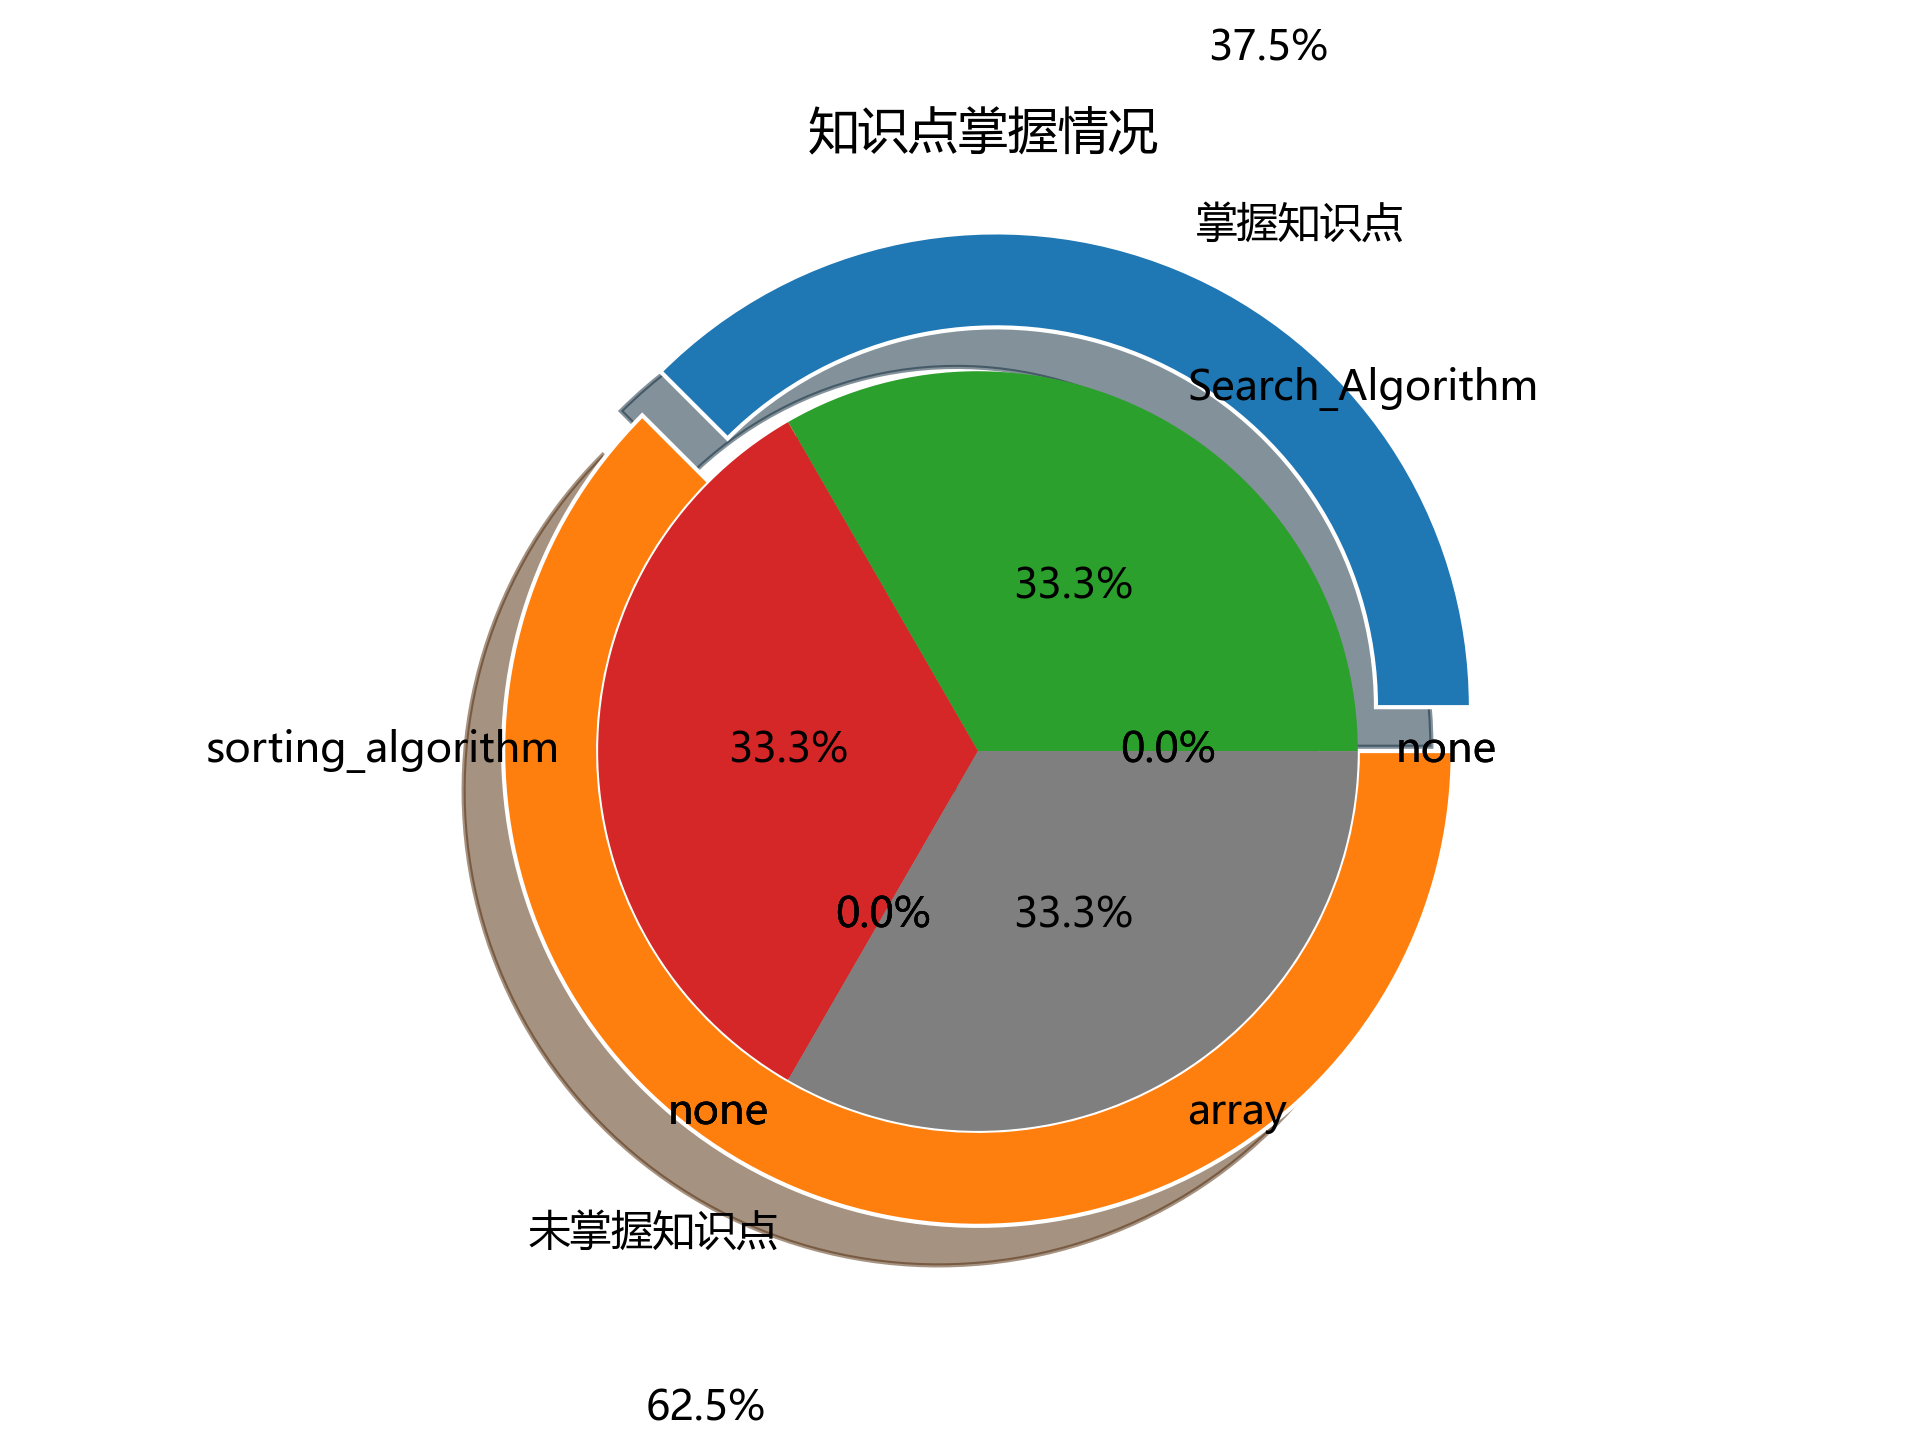 37.5%
知识点掌握情况
掌握知识点
Search_Algorithm
33.3%
sorting_algorithm
33.3%
0.0%
none
0.0%
33.3%
none
array
未掌握知识点
62.5%